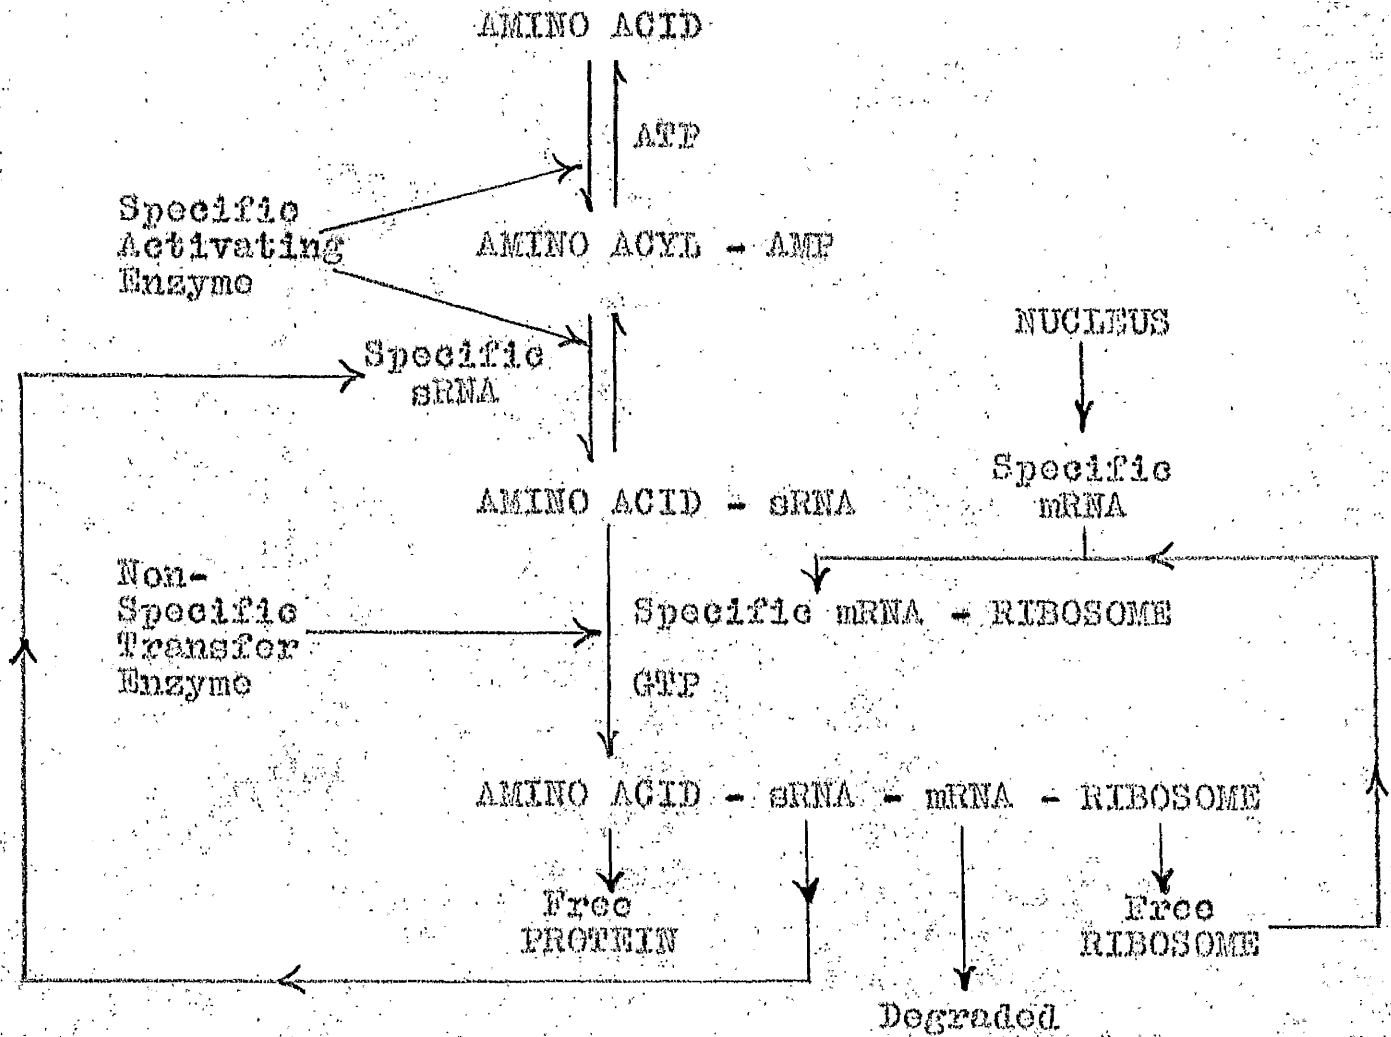 AMINO ACID
ATP
Specific
Activating
Enzyme
AMINO ACYL - AMP
NUCLEUS
Specific
sRNA
Specific
mRNA
AMINO ACID - sRNA
Non-
Specific
Transfer
Enzyme
Specific mRNA - RIBOSOME
GTP
AMINO ACID - sRNA - mRNA - RIBOSOME
Free
PROTEIN
Free
RIBOSOME
Degraded